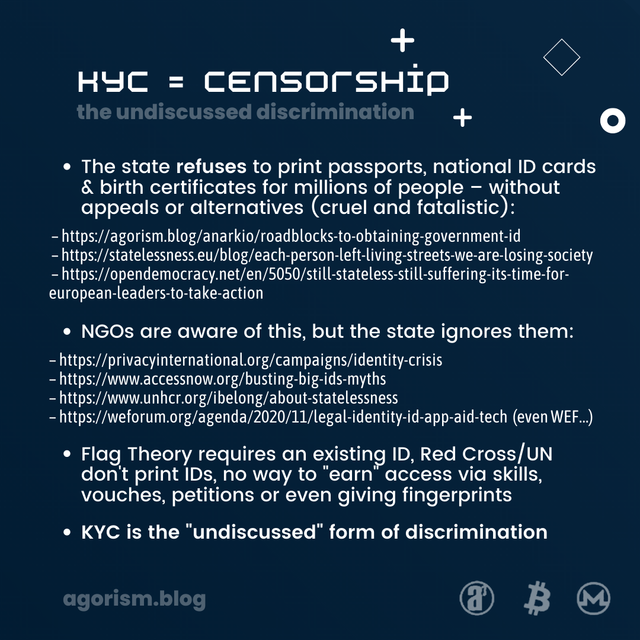 KYC = censorship
the undiscussed discrimination
• The state refuses to print passports, national ID cards
& birth certificates for millions of people – without
appeals or alternatives (cruel and fatalistic):
– https://agorism.blog/anarkio/roadblocks-to-obtaining-government-id
– https://statelessness.eu/blog/each-person-left-living-streets-we-are-losing-society
– https://opendemocracy.net/en/5050/still-stateless-still-suffering-its-time-for-
european-leaders-to-take-action
• NGOs are aware of this, but the state ignores them:
– https://privacyinternational.org/campaigns/identity-crisis
– https://www.accessnow.org/busting-big-ids-myths
– https://www.unhcr.org/ibelong/about-statelessness
– https://weforum.org/agenda/2020/11/legal-identity-id-app-aid-tech (even WEF...)
• Flag Theory requires an existing ID, Red Cross/UN
don't print IDs, no way to "earn" access via skills,
vouches, petitions or even giving fingerprints
• KYC is the "undiscussed" form of discrimination
agorism.blog